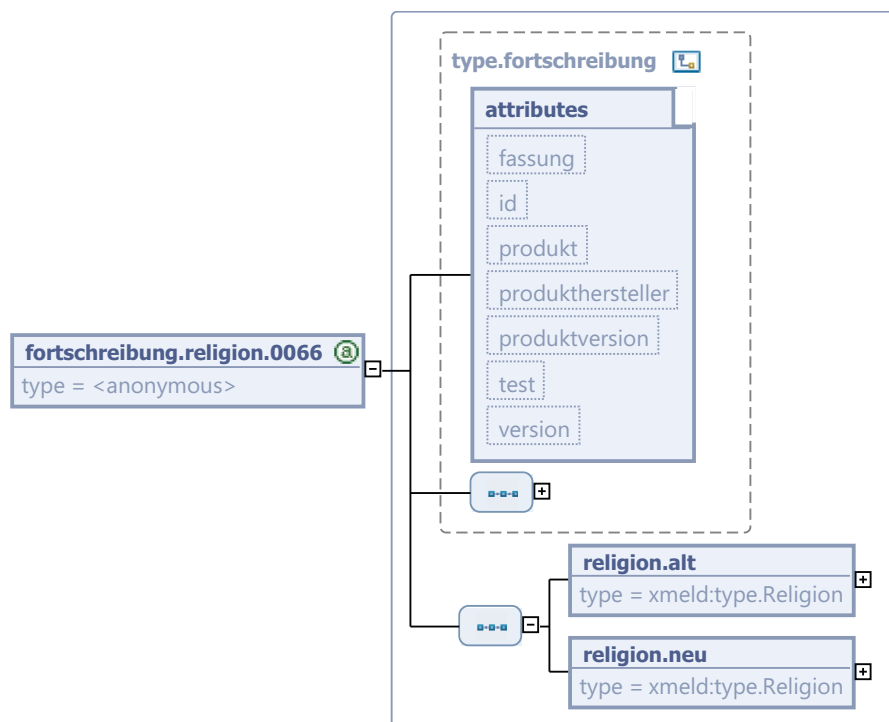 type.fortschreibung
attributes
fassung
id
produkt
produkthersteller
produktversion
test
version
fortschreibung.religion.0066 @
type = <anonymous>
religion.alt
type = xmeld:type.Religion
religion.neu
type = xmeld:type.Religion